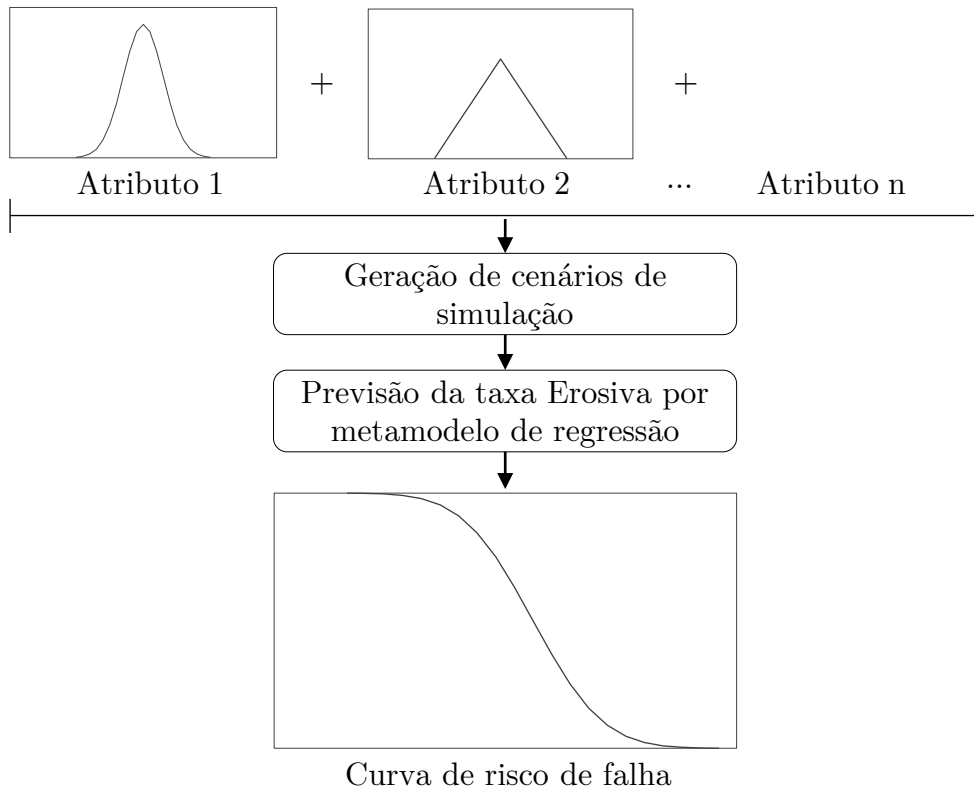 + +
Atributo 1 Atributo 2 ... Atributo n
Geração de cenários de
simulação
Previsão da taxa Erosiva por
metamodelo de regressão
Curva de risco de falha